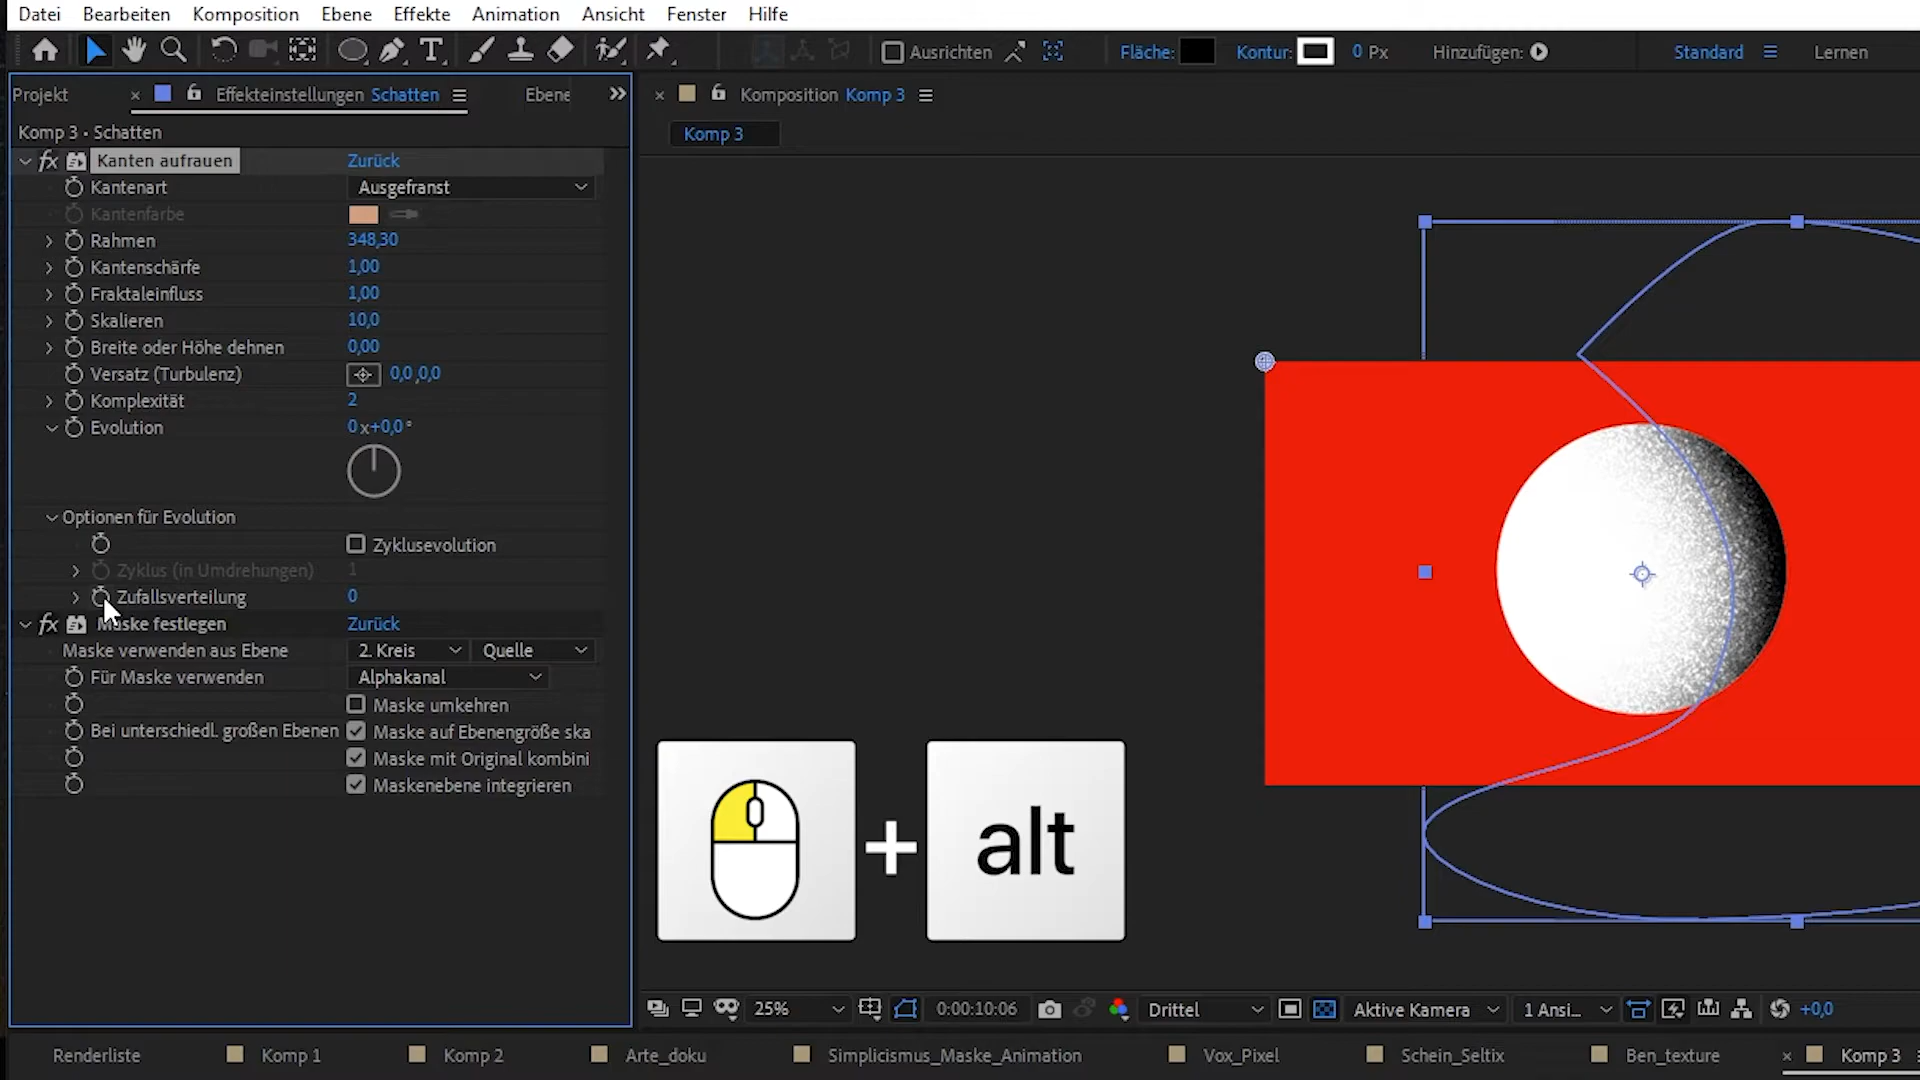 Datei Bearbeiten Komposition Ebene Effekte Animation Ansicht Fenster Hilfe
Ausrichten Fläche: Kontur: 0 Px Hinzufügen: Standard Lernen
Projekt Effekteinstellungen Schatten Ebene
Komposition Komp 3
Komp 3 • Schatten
Komp 3
fx Kanten aufrauen Zurück
Kantenart Ausgefranst
Kantenfarbe
Rahmen 348,30
Kantenschärfe 1,00
Fraktaleinfluss 1,00
Skalieren 10,0
Breite oder Höhe dehnen 0,00
Versatz (Turbulenz) 0,0,0,0
Komplexität 2
Evolution 0x+0,0°
Optionen für Evolution
Zyklusevolution
Zyklus (in Umdrehungen) 1
Zufallsverteilung 0
fx Maske festlegen Zurück
Maske verwenden aus Ebene 2. Kreis Quelle
Für Maske verwenden Alphakanal
Maske umkehren
Bei unterschiedl. großen Ebenen Maske auf Ebenengröße ska
Maske mit Original kombini
Maskenebene integrieren
+ alt
25% 0:00:10:06 Drittel Aktive Kamera 1 Ansi... +0,0
Renderliste Komp 1 Komp 2 Arte_doku Simplicismus_Maske_Animation Vox_Pixel Schein_Seltix Ben_texture Komp 3